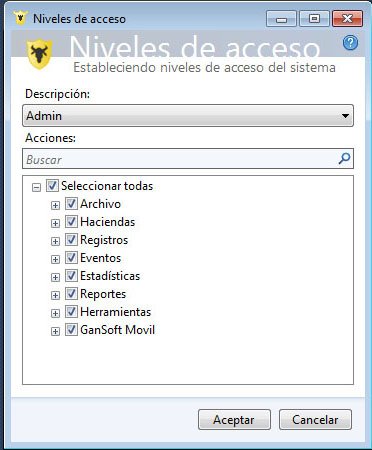 Niveles de acceso
Niveles de acceso
Estableciendo niveles de acceso del sistema
Descripción:
Admin
Acciones:
Buscar
Seleccionar todas
Archivo
Haciendas
Registros
Eventos
Estadísticas
Reportes
Herramientas
GanSoft Movil
Aceptar
Cancelar